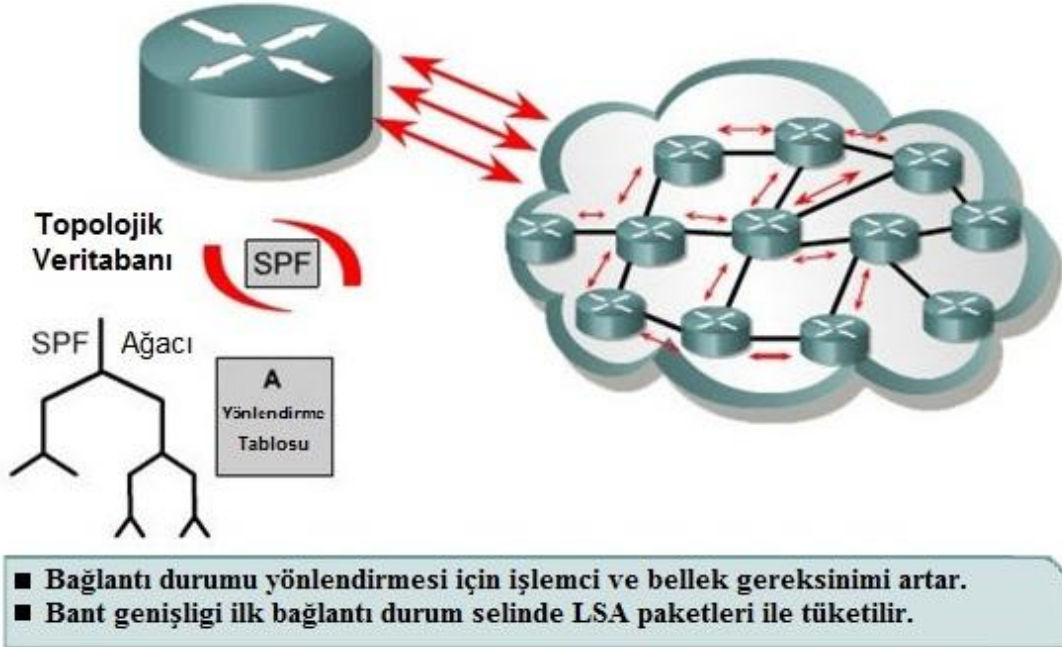 Topolojik
Veritabanı
SPF
SPF Ağacı
A
Yönlendirme
Tablosu
■ Bağlantı durumu yönlendirmesi için işlemci ve bellek gereksinimi artar.
■ Bant genişligi ilk bağlantı durum selinde LSA paketleri ile tüketilir.